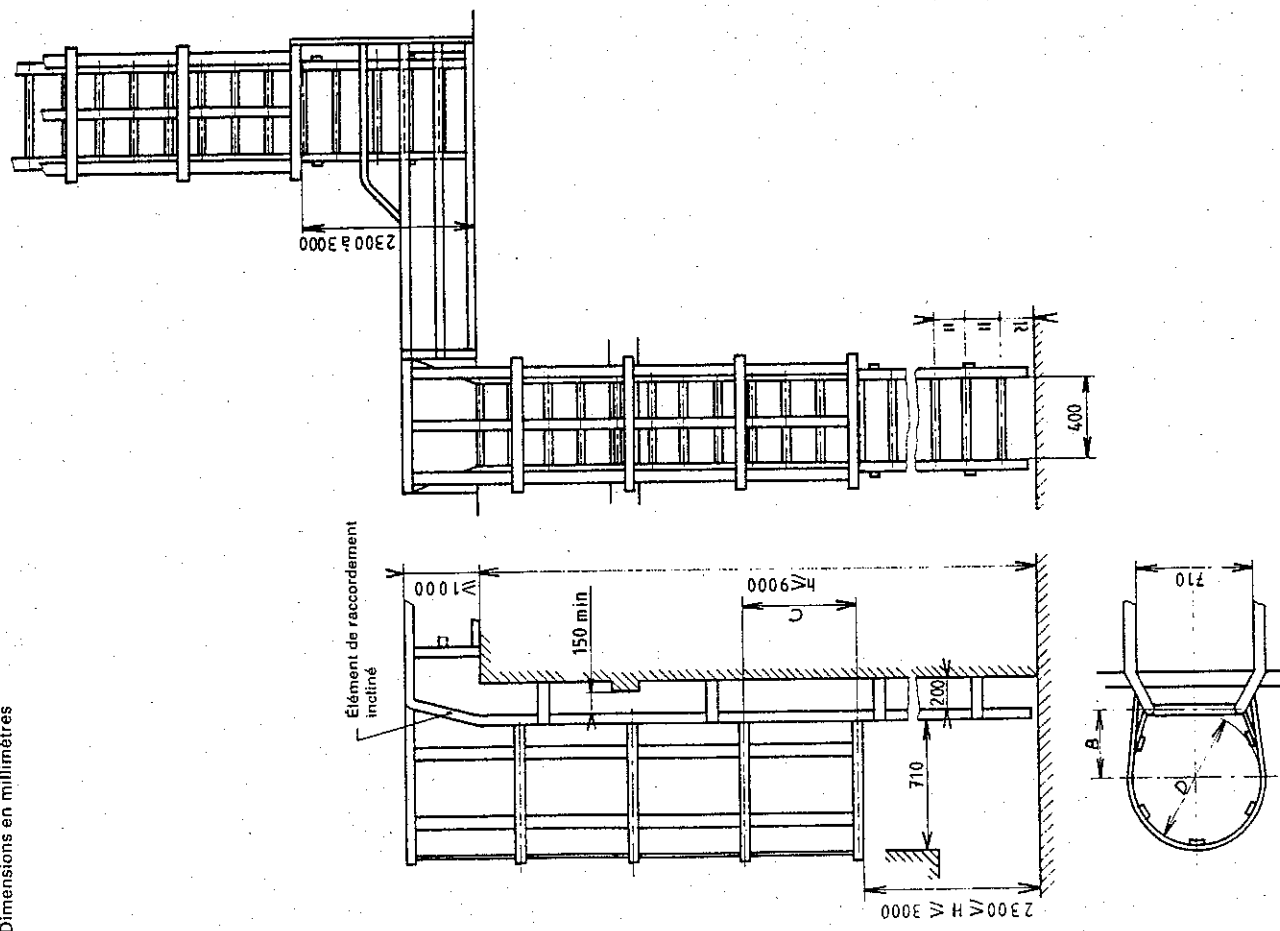 Dimensions en millimètres
2300 à 3000
400
=
=
R
Élément de raccordement
incliné
≥1000
150 min
h≤9000
C
200
710
2300 ≤ H ≤ 3000
710
B
D